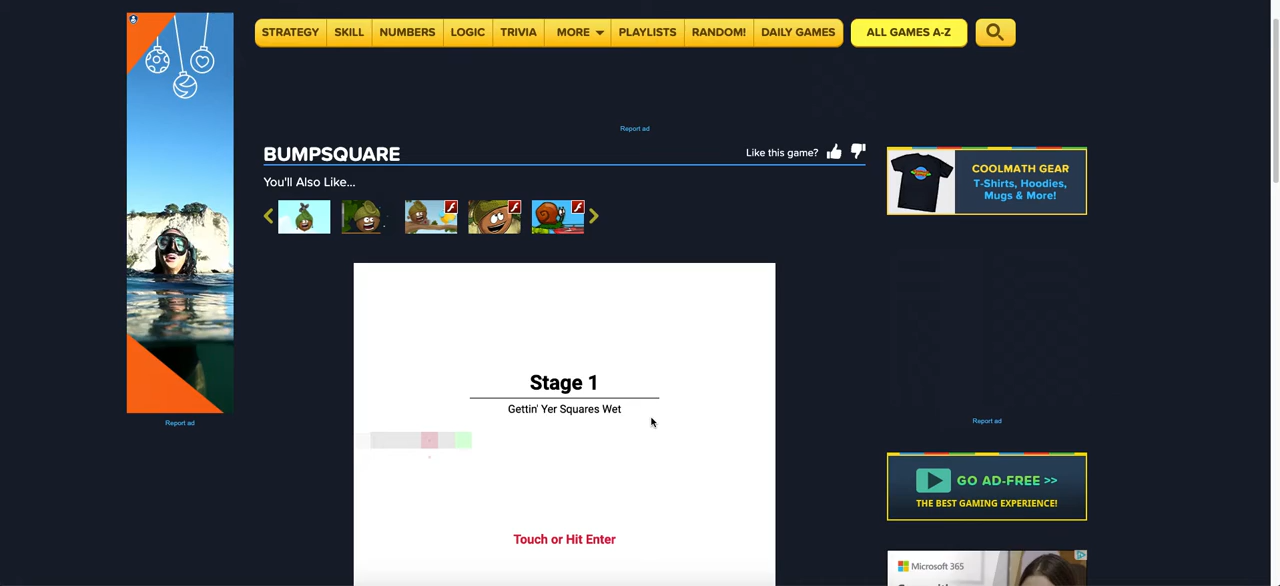 STRATEGY SKILL NUMBERS LOGIC TRIVIA MORE PLAYLISTS RANDOM! DAILY GAMES ALL GAMES A-Z
Report ad
BUMPSQUARE
Like this game?
You'll Also Like...
COOLMATH GEAR
T-Shirts, Hoodies,
Mugs & More!
Stage 1
Gettin' Yer Squares Wet
Touch or Hit Enter
Report ad
Report ad
GO AD-FREE >>
THE BEST GAMING EXPERIENCE!
Microsoft 365